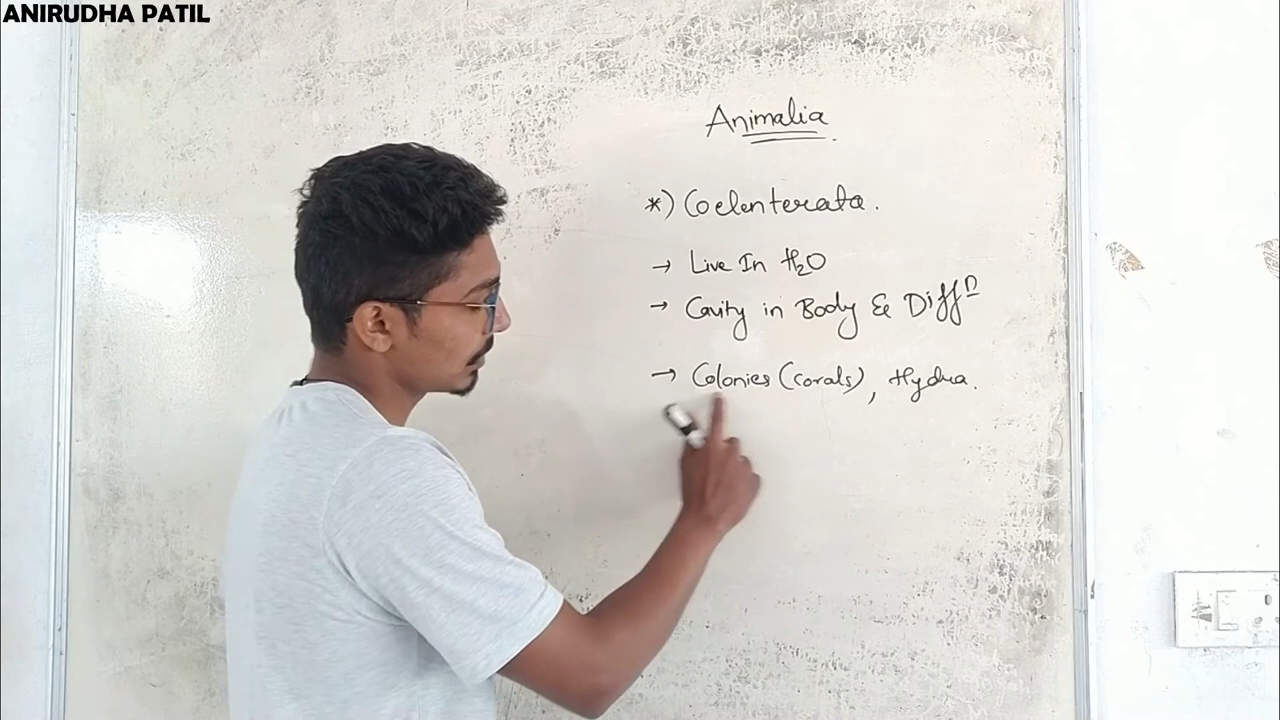 ANIRUDHA PATIL
Animalia
*) Coelenterata.
→ Live In H₂O
→ Cavity in Body & Diffⁿ
→ Colonies (corals), Hydra.